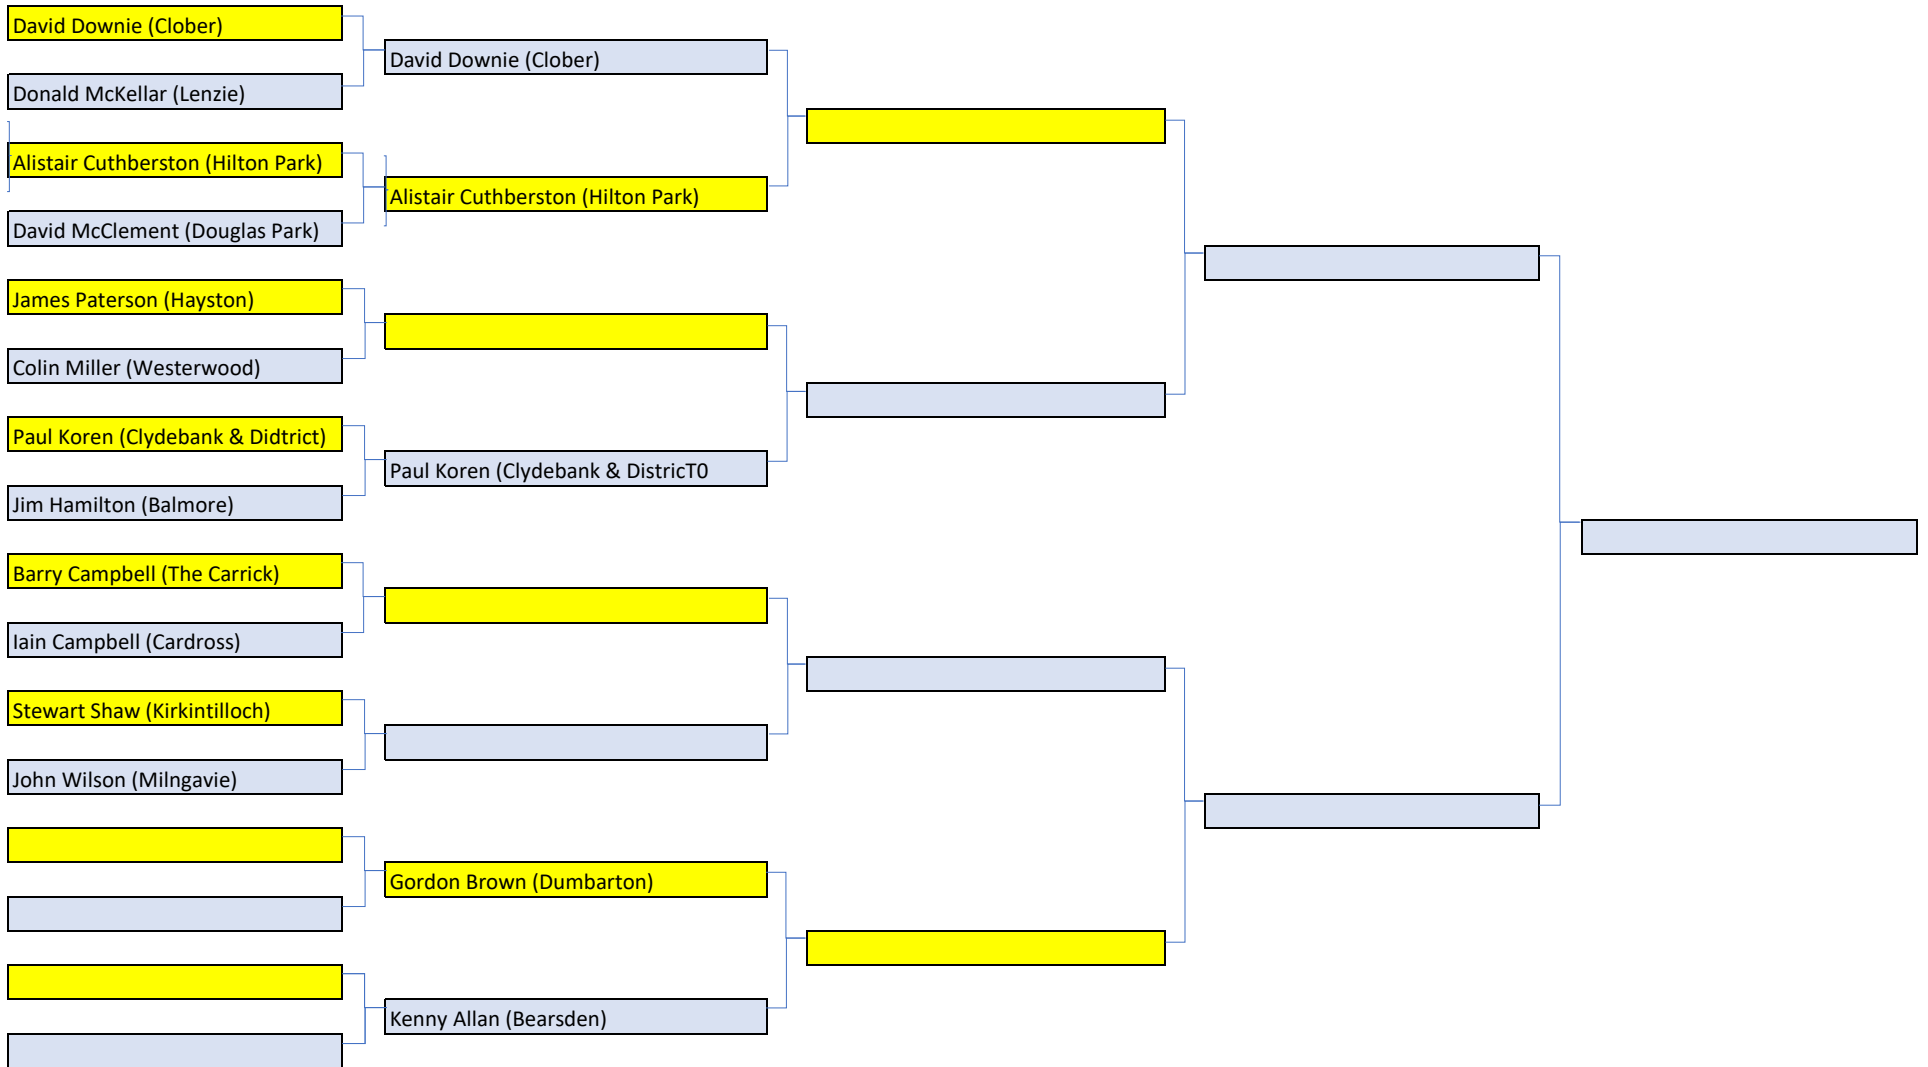 David Downie (Clober)
Donald McKellar (Lenzie)
Alistair Cuthberston (Hilton Park)
David McClement (Douglas Park)
James Paterson (Hayston)
Colin Miller (Westerwood)
Paul Koren (Clydebank & Didtrict)
Jim Hamilton (Balmore)
Barry Campbell (The Carrick)
Iain Campbell (Cardross)
Stewart Shaw (Kirkintilloch)
John Wilson (Milngavie)
David Downie (Clober)
Alistair Cuthberston (Hilton Park)
Paul Koren (Clydebank & DistricT0
Gordon Brown (Dumbarton)
Kenny Allan (Bearsden)